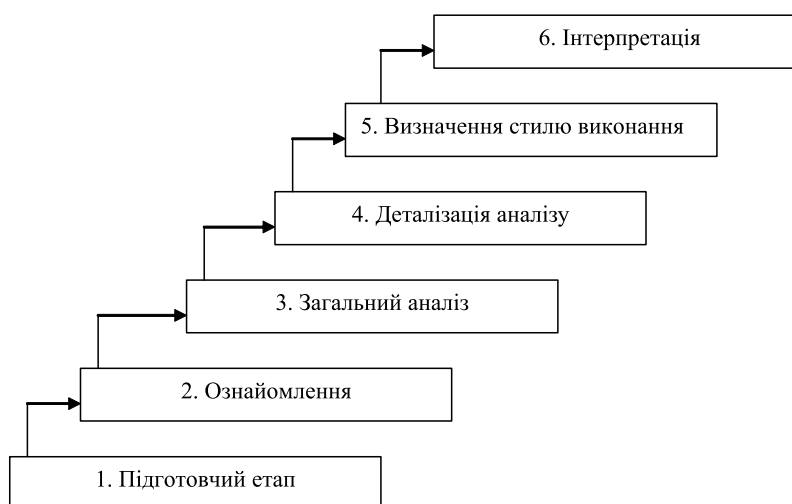 6. Інтерпретація
5. Визначення стилю виконання
4. Деталізація аналізу
3. Загальний аналіз
2. Ознайомлення
1. Підготовчий етап